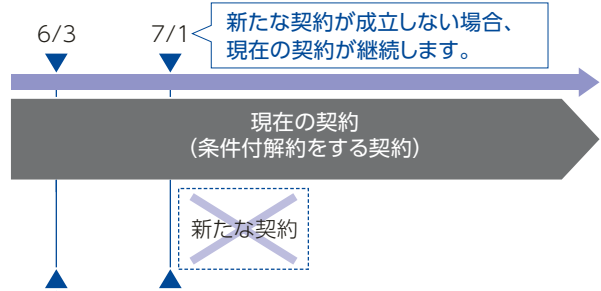 6/3
7/1
新たな契約が成立しない場合、
現在の契約が継続します。
現在の契約
（条件付解約をする契約）
新たな契約